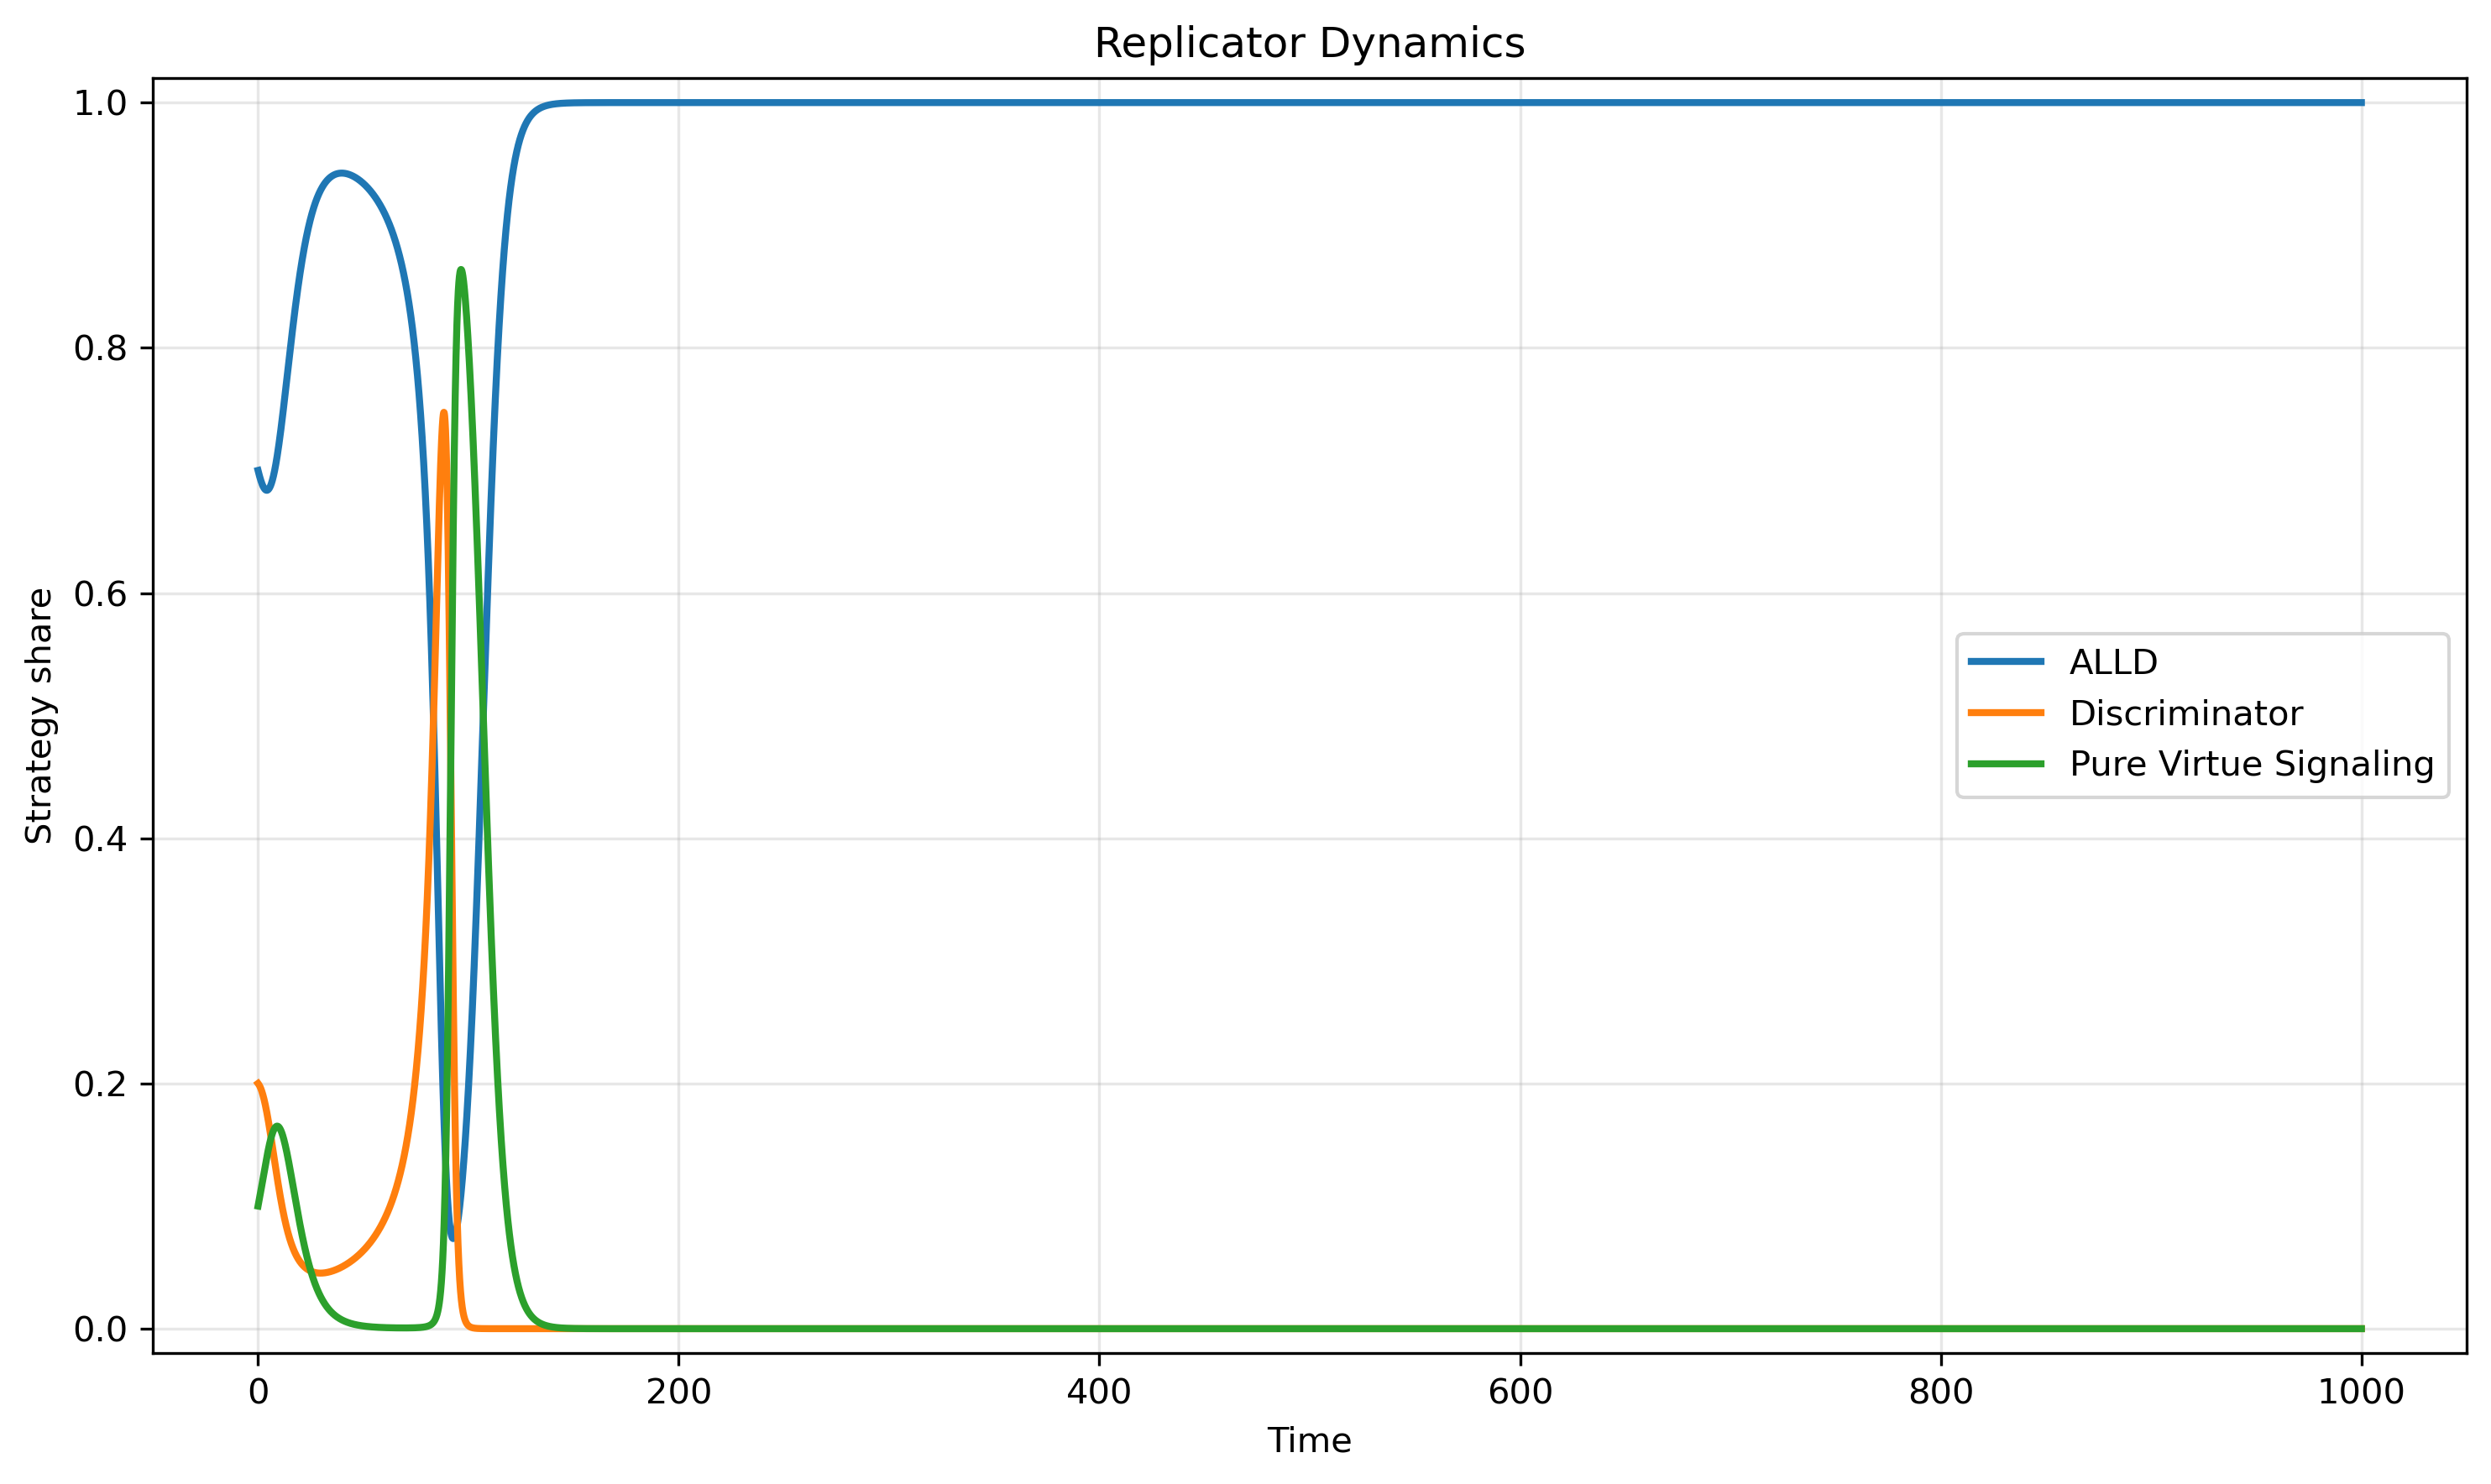 Replicator Dynamics
1.0
0.8
0.6
0.4
0.2
0.0
Strategy share
ALLD
Discriminator
Pure Virtue Signaling
0
200
400
600
800
1000
Time